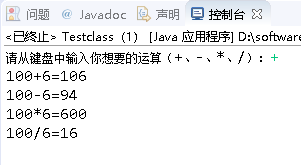 问题 @ Javadoc 声明 控制台
<已终止> Testclass (1) [Java 应用程序] D:\software
请从键盘中输入你想要的运算（+、-、*、/）：+
100+6=106
100-6=94
100*6=600
100/6=16